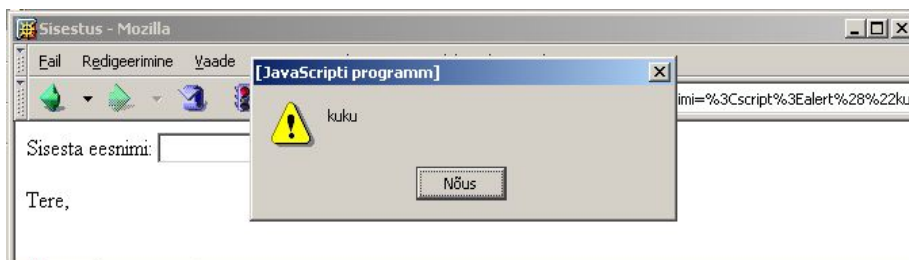 Sisestus - Mozilla
Fail Redigeerimine Vaade
[JavaScripti programm]
imi=%3Cscript%3Ealert%28%22ku
kuku
Sisesta eesnimi:
Nõus
Tere,